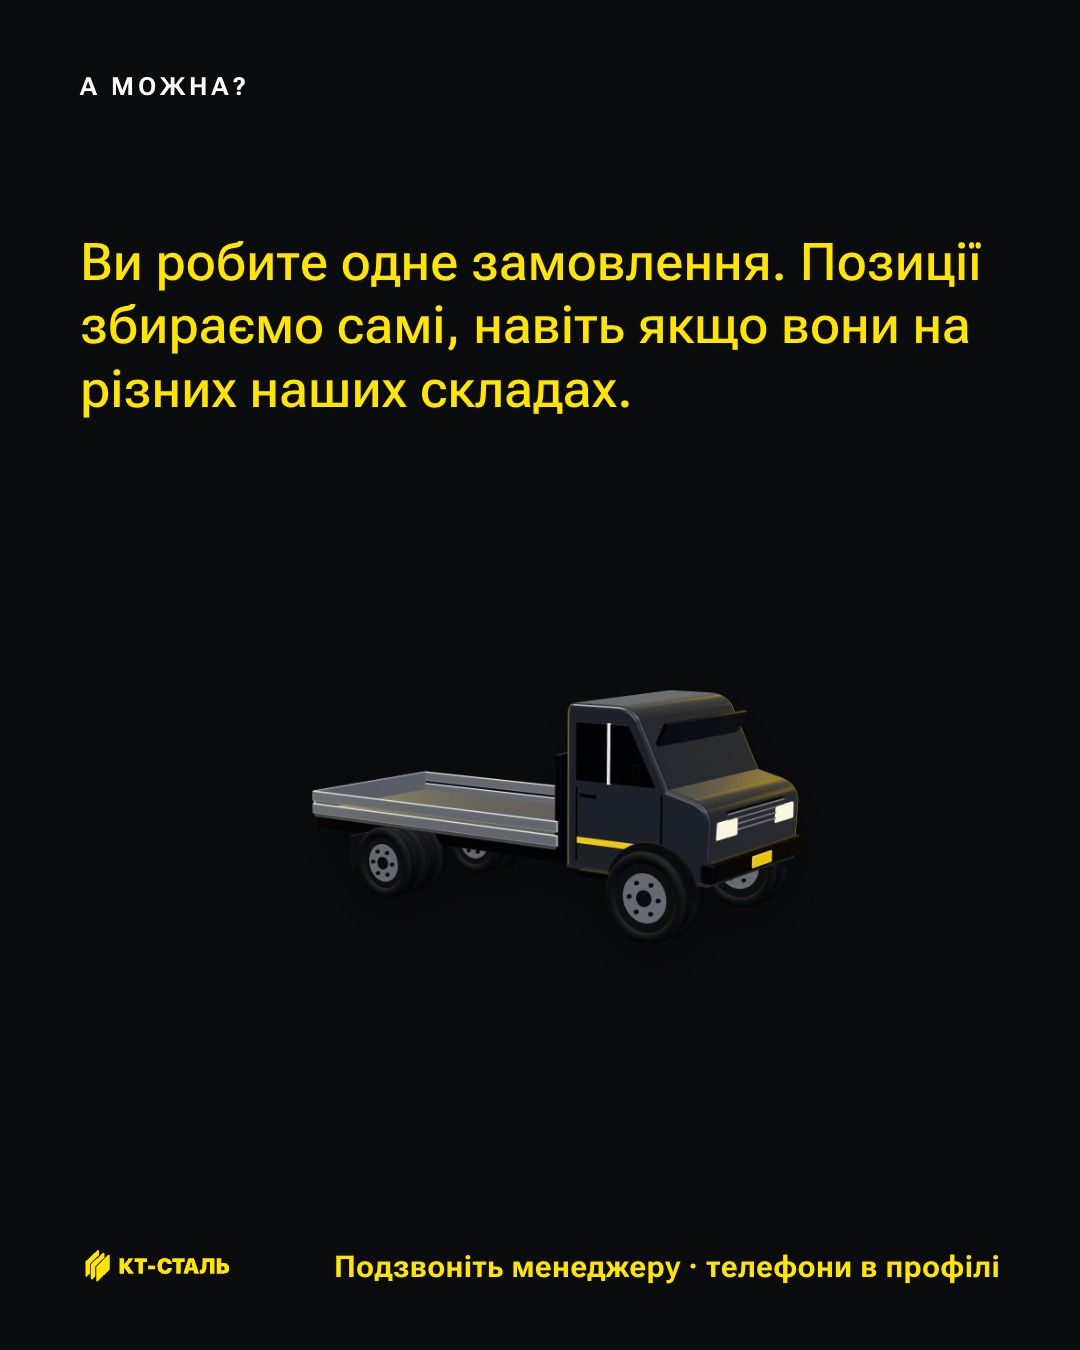 А МОЖНА?
Ви робите одне замовлення. Позиції
збираємо самі, навіть якщо вони на
різних наших складах.
КТ-СТАЛЬ
Подзвоніть менеджеру · телефони в профілі